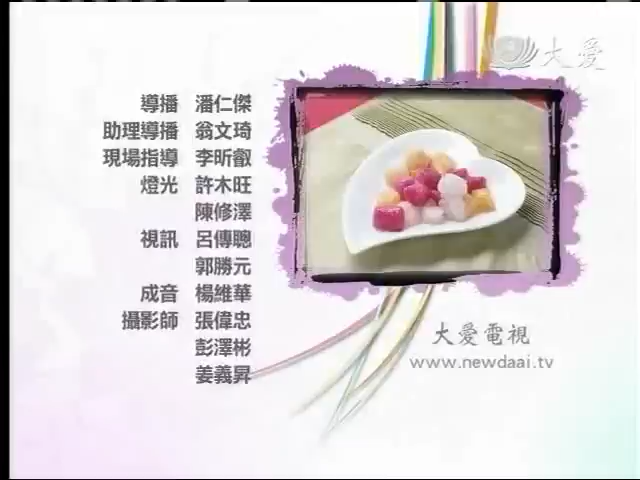 大愛
導播 潘仁傑
助理導播 翁文琦
現場指導 李昕叡
燈光 許木旺
陳修澤
視訊 呂傳聰
郭勝元
成音 楊維華
攝影師 張偉忠
彭澤彬
姜義昇
大愛電視
www.newdaai.tv